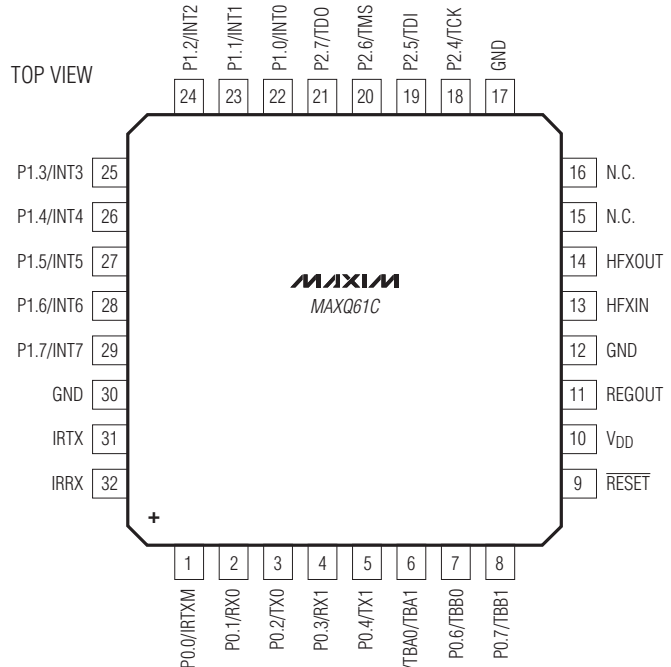 P1.2/INT2
P1.1/INT1
P1.0/INT0
P2.7/TDO
P2.6/TMS
P2.5/TDI
P2.4/TCK
GND
TOP VIEW
24 23 22 21 20 19 18 17
P1.3/INT3 25
16 N.C.
P1.4/INT4 26
15 N.C.
P1.5/INT5 27
14 HFXOUT
MAXIM
MAXQ61C
P1.6/INT6 28
13 HFXIN
P1.7/INT7 29
12 GND
GND 30
11 REGOUT
IRTX 31
10 VDD
IRRX 32
9 RESET
+
1 2 3 4 5 6 7 8
P0.0/IRTXM
P0.1/RX0
P0.2/TX0
P0.3/RX1
P0.4/TX1
/TBA0/TBA1
P0.6/TBB0
P0.7/TBB1